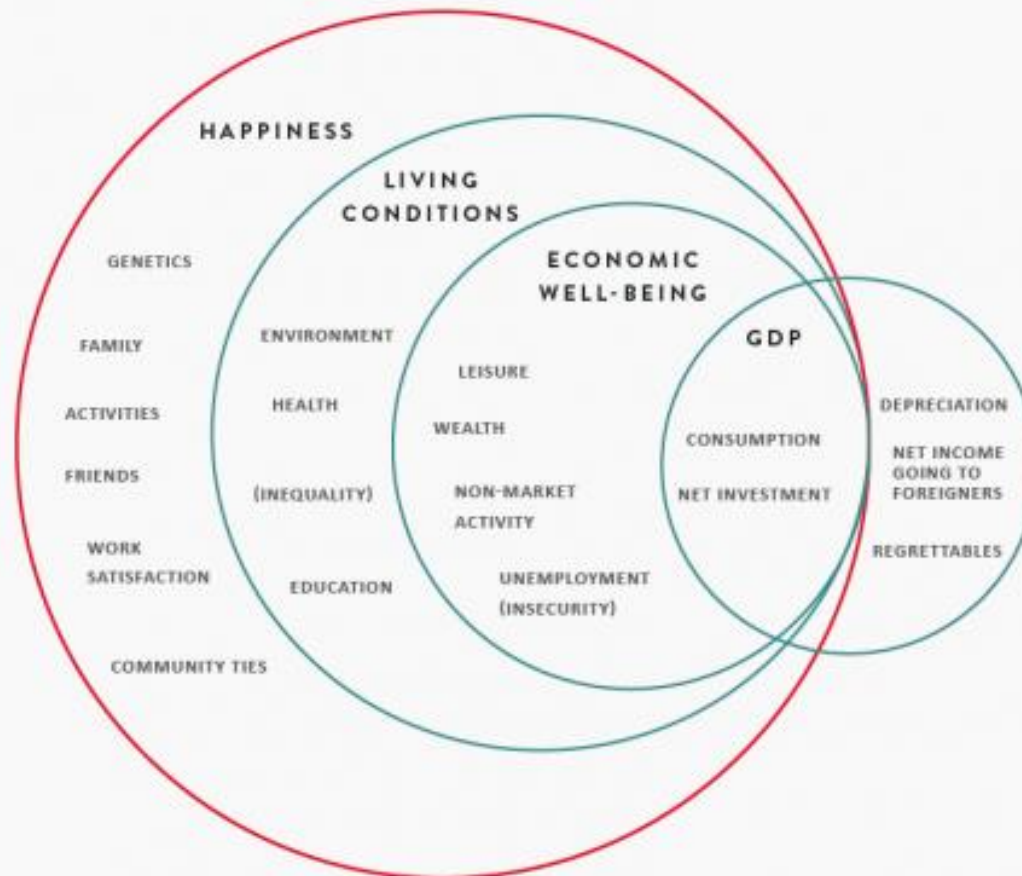 HAPPINESS
LIVING
CONDITIONS
ECONOMIC
WELL-BEING
GDP
GENETICS
FAMILY
ACTIVITIES
FRIENDS
WORK
SATISFACTION
COMMUNITY TIES
ENVIRONMENT
HEALTH
(INEQUALITY)
EDUCATION
LEISURE
WEALTH
NON-MARKET
ACTIVITY
UNEMPLOYMENT
(INSECURITY)
CONSUMPTION
NET INVESTMENT
DEPRECIATION
NET INCOME
GOING TO
FOREIGNERS
REGRETTABLES